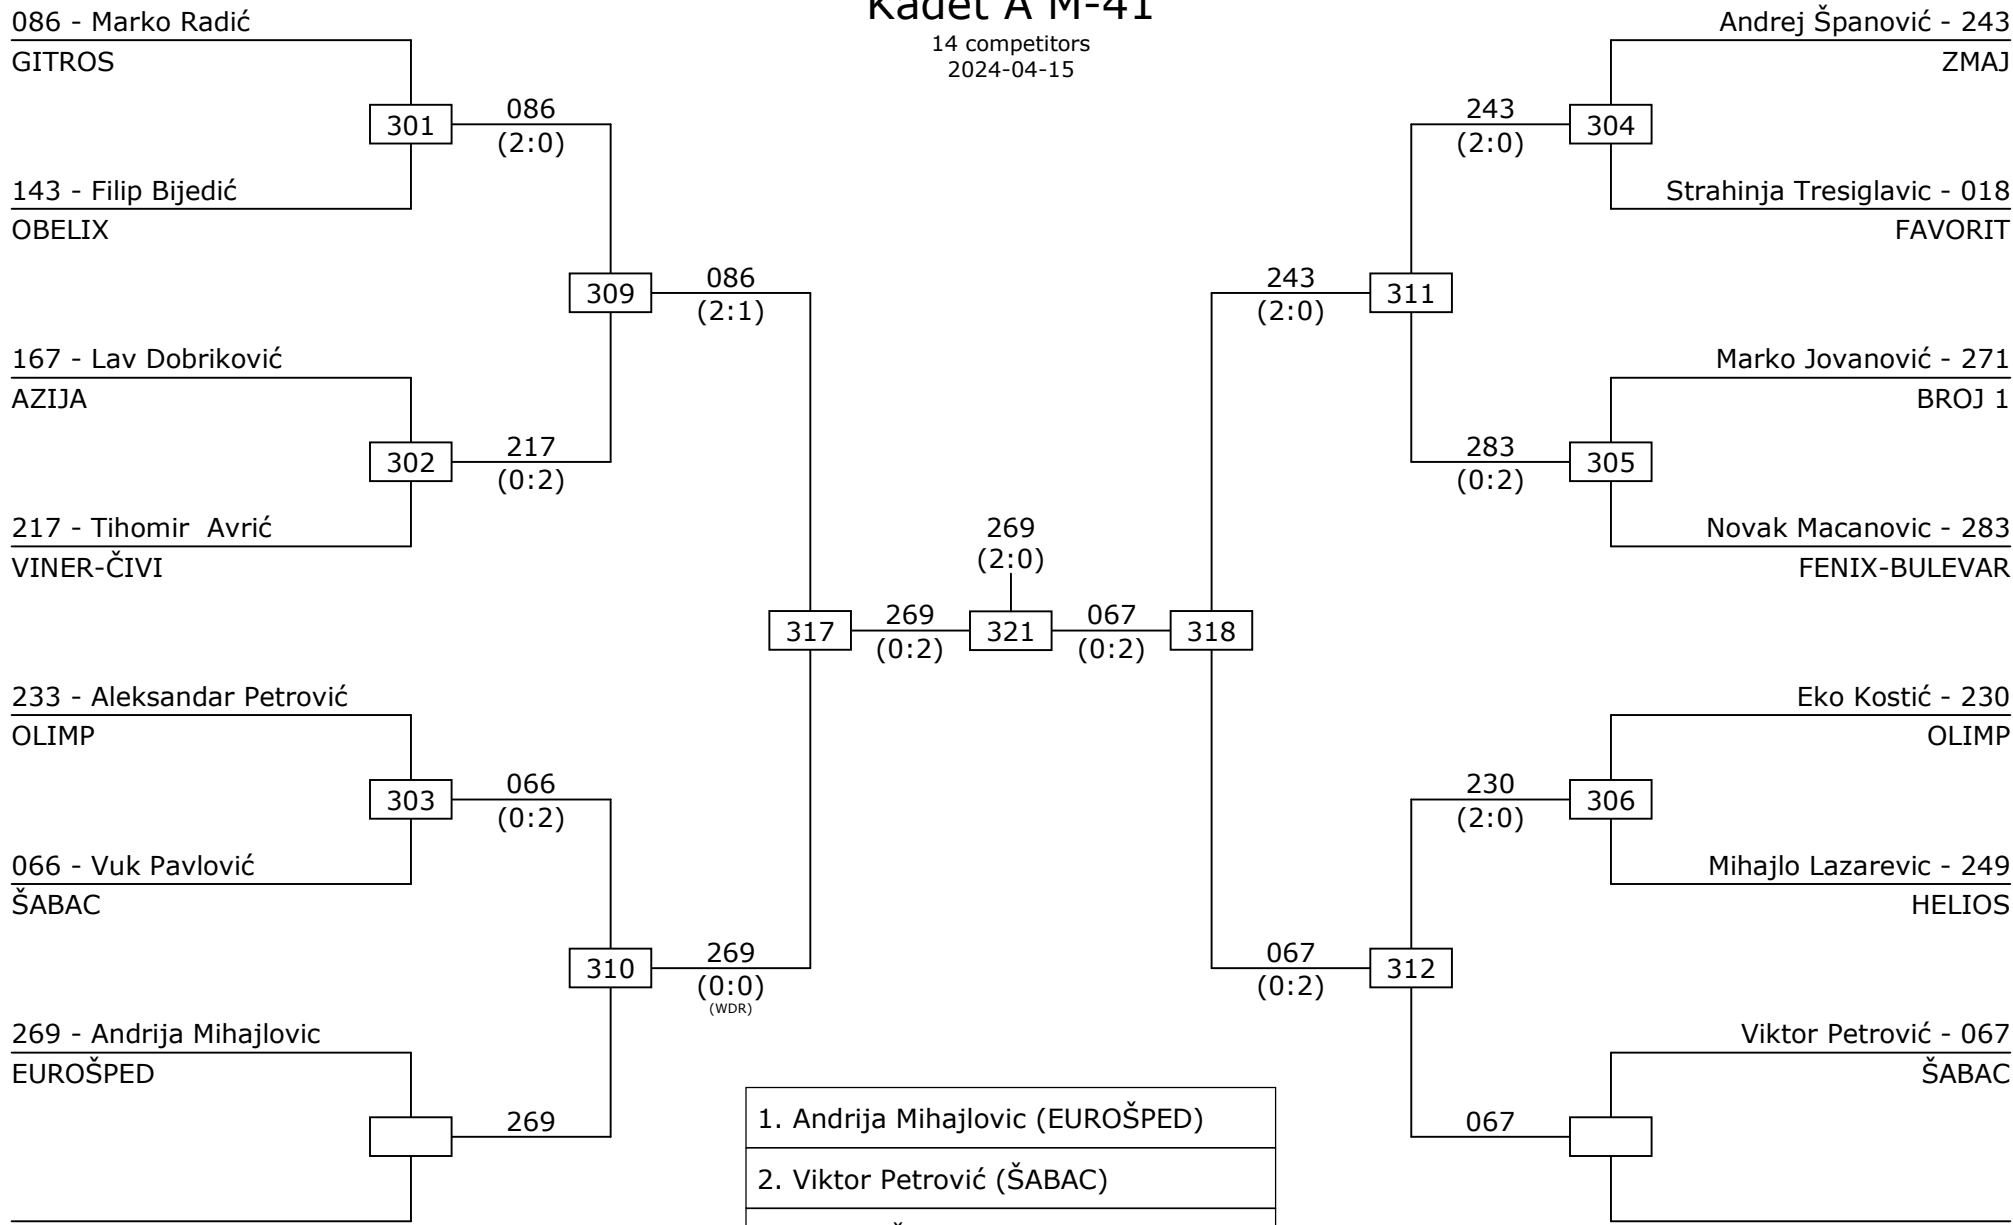 Kadet A M-41
14 competitors
2024-04-15
086 - Marko Radić
GITROS
301
086
(2:0)
143 - Filip Bijedić
OBELIX
309
086
(2:1)
167 - Lav Dobriković
AZIJA
302
217
(0:2)
217 - Tihomir  Avrić
VINER-ČIVI
317
269
(0:2)
233 - Aleksandar Petrović
OLIMP
303
066
(0:2)
066 - Vuk Pavlović
ŠABAC
310
269
(0:0)
(WDR)
269 - Andrija Mihajlovic
EUROŠPED
269
269
(2:0)
321
Andrej Španović - 243
ZMAJ
243
(2:0)
304
Strahinja Tresiglavic - 018
FAVORIT
243
(2:0)
311
Marko Jovanović - 271
BROJ 1
283
(0:2)
305
Novak Macanovic - 283
FENIX-BULEVAR
067
(0:2)
318
Eko Kostić - 230
OLIMP
230
(2:0)
306
Mihajlo Lazarevic - 249
HELIOS
067
(0:2)
312
Viktor Petrović - 067
ŠABAC
067
1. Andrija Mihajlovic (EUROŠPED)
2. Viktor Petrović (ŠABAC)